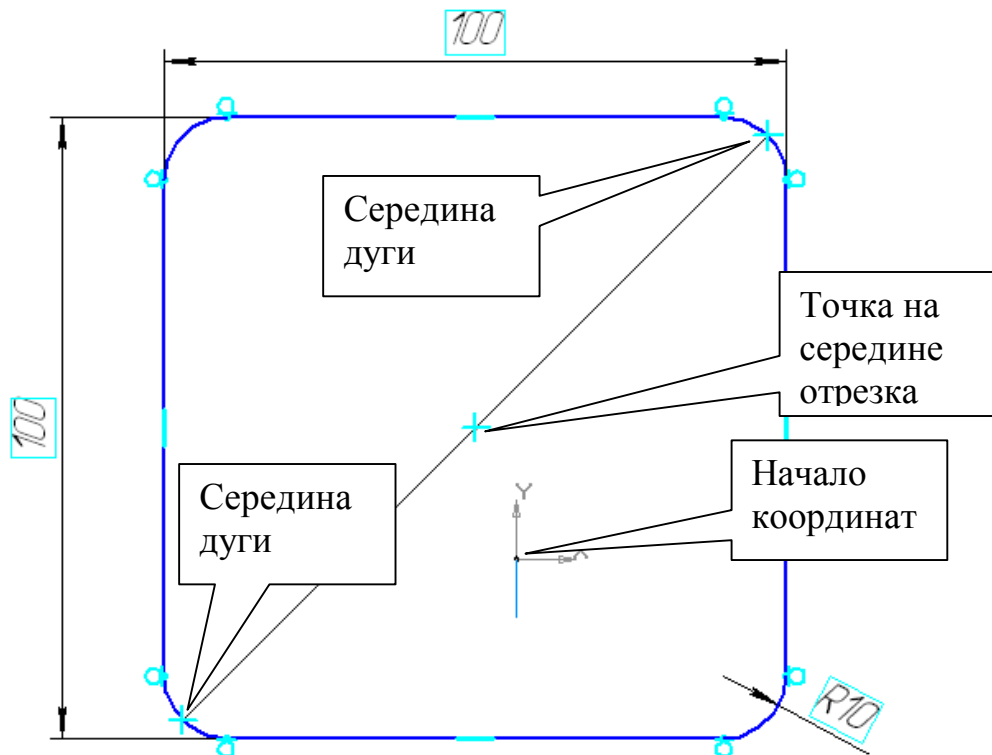 100
Середина
дуги
Точка на
середине
отрезка
100
Середина
дуги
Начало
координат
Y
R10